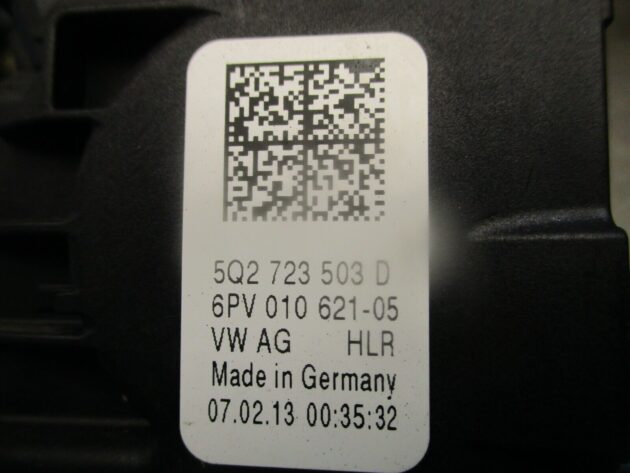 5Q2 723 503 D
6PV 010 621-05
VW AG HLR
Made in Germany
07.02.13 00:35:32